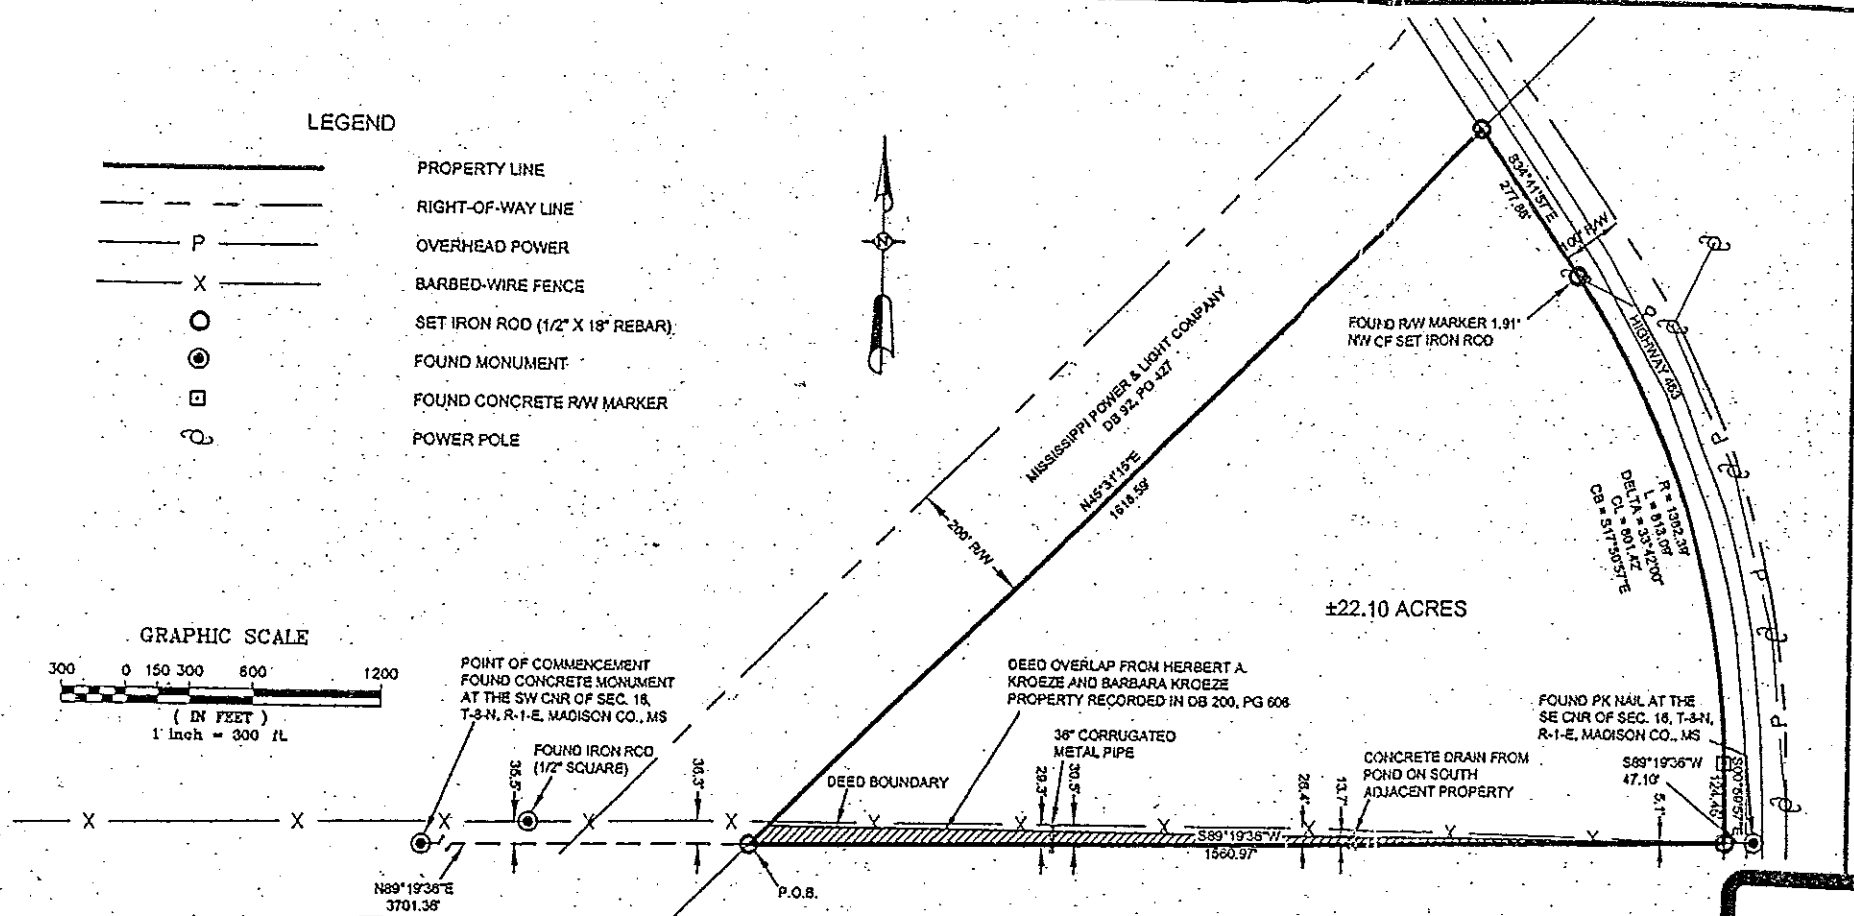 LEGEND
PROPERTY LINE
RIGHT-OF-WAY LINE
P
OVERHEAD POWER
X
BARBED-WIRE FENCE
SET IRON ROD (1/2" X 18" REBAR)
FOUND MONUMENT
FOUND CONCRETE R/W MARKER
POWER POLE
N
S34°41'57"E
277.88'
100' R/W
FOUND R/W MARKER 1.91'
NW OF SET IRON ROD
HIGHWAY 463
MISSISSIPPI POWER & LIGHT COMPANY
DB 92, PG 427
N45°31'15"E
1618.59'
200' R/W
R = 1382.39'
L = 813.09'
DELTA = 33°42'00"
CL = 801.42'
CB = S17°50'57"E
P
P
P
±22.10 ACRES
GRAPHIC SCALE
300 0 150 300 600 1200
( IN FEET )
1 inch = 300 ft.
POINT OF COMMENCEMENT
FOUND CONCRETE MONUMENT
AT THE SW CNR OF SEC. 16,
T-8-N, R-1-E, MADISON CO., MS
FOUND IRON ROD
(1/2" SQUARE)
35.5'
36.3'
DEED BOUNDARY
DEED OVERLAP FROM HERBERT A.
KROEZE AND BARBARA KROEZE
PROPERTY RECORDED IN DB 200, PG 606
36" CORRUGATED
METAL PIPE
29.3'
30.5'
26.4'
13.7'
CONCRETE DRAIN FROM
POND ON SOUTH
ADJACENT PROPERTY
FOUND PK NAIL AT THE
SE CNR OF SEC. 16, T-8-N,
R-1-E, MADISON CO., MS
S89°19'36"W
47.10'
5.1'
S00°59'57"E
124.46'
X X X X X X X X X X X
S89°19'36"W
1560.97'
N89°19'36"E
3701.36'
P.O.B.